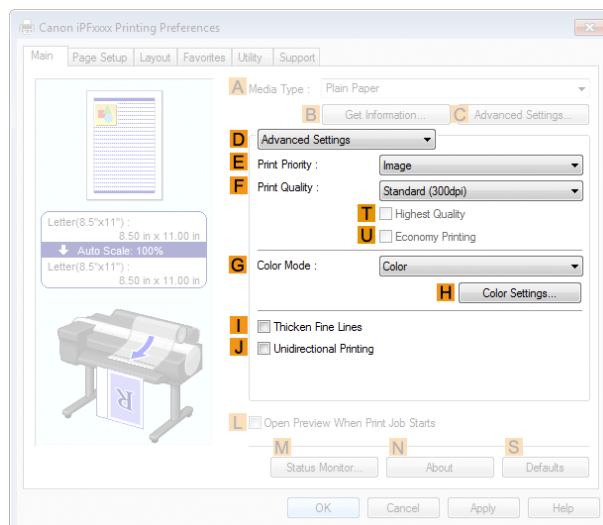 Canon iPFxxxx Printing Preferences
Main Page Setup Layout Favorites Utility Support
A Media Type : Plain Paper
B Get Information... C Advanced Settings...
D Advanced Settings
E Print Priority : Image
F Print Quality : Standard (300dpi)
T Highest Quality
U Economy Printing
Letter(8.5"x11") :
8.50 in x 11.00 in
Auto Scale: 100%
Letter(8.5"x11") :
8.50 in x 11.00 in
G Color Mode : Color
H Color Settings...
I Thicken Fine Lines
J Unidirectional Printing
R
L Open Preview When Print Job Starts
M N S
Status Monitor... About Defaults
OK Cancel Apply Help